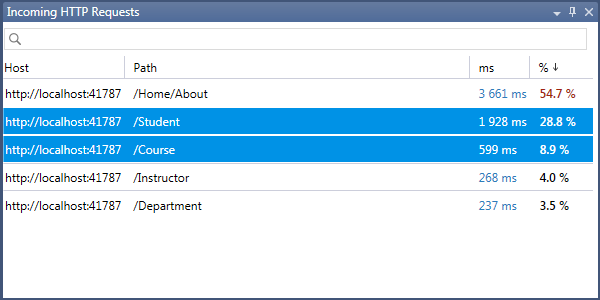 Incoming HTTP Requests
Host Path ms % ↓
http://localhost:41787 /Home/About 3 661 ms 54.7 %
http://localhost:41787 /Student 1 928 ms 28.8 %
http://localhost:41787 /Course 599 ms 8.9 %
http://localhost:41787 /Instructor 268 ms 4.0 %
http://localhost:41787 /Department 237 ms 3.5 %